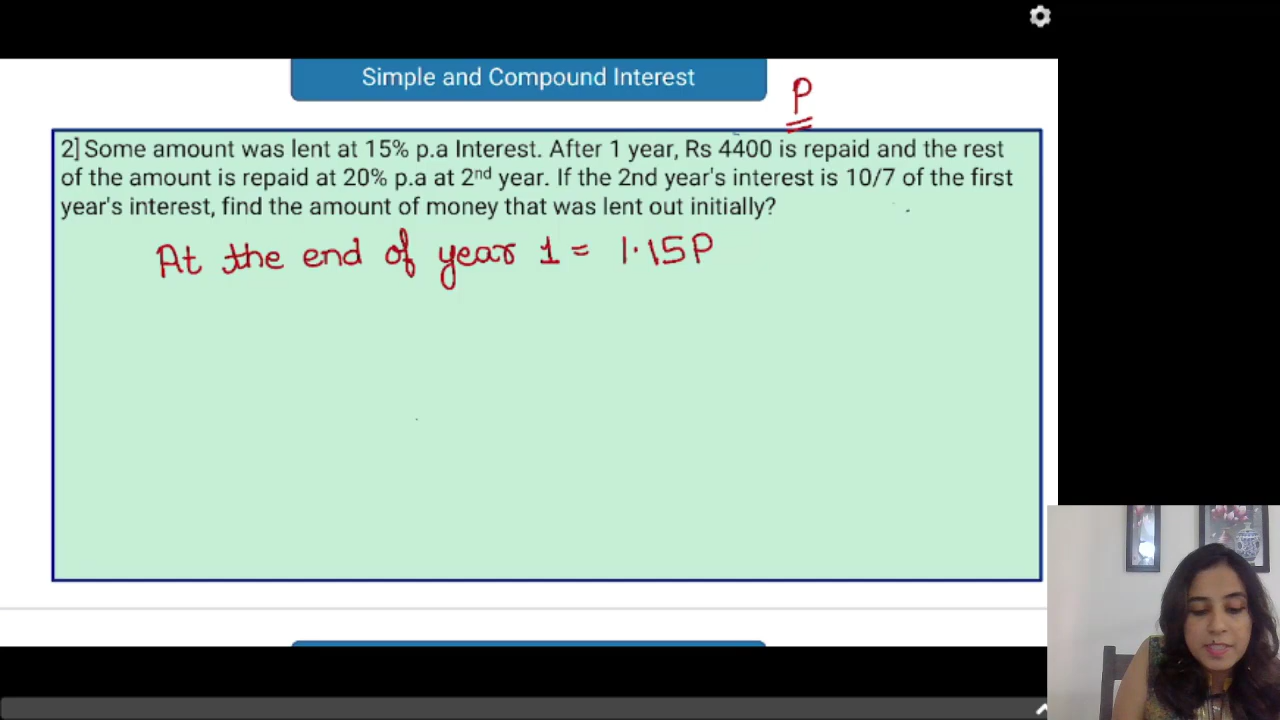 Simple and Compound Interest
P
2] Some amount was lent at 15% p.a Interest. After 1 year, Rs 4400 is repaid and the rest
of the amount is repaid at 20% p.a at 2nd year. If the 2nd year's interest is 10/7 of the first
year's interest, find the amount of money that was lent out initially?
At the end of year 1 = 1.15P